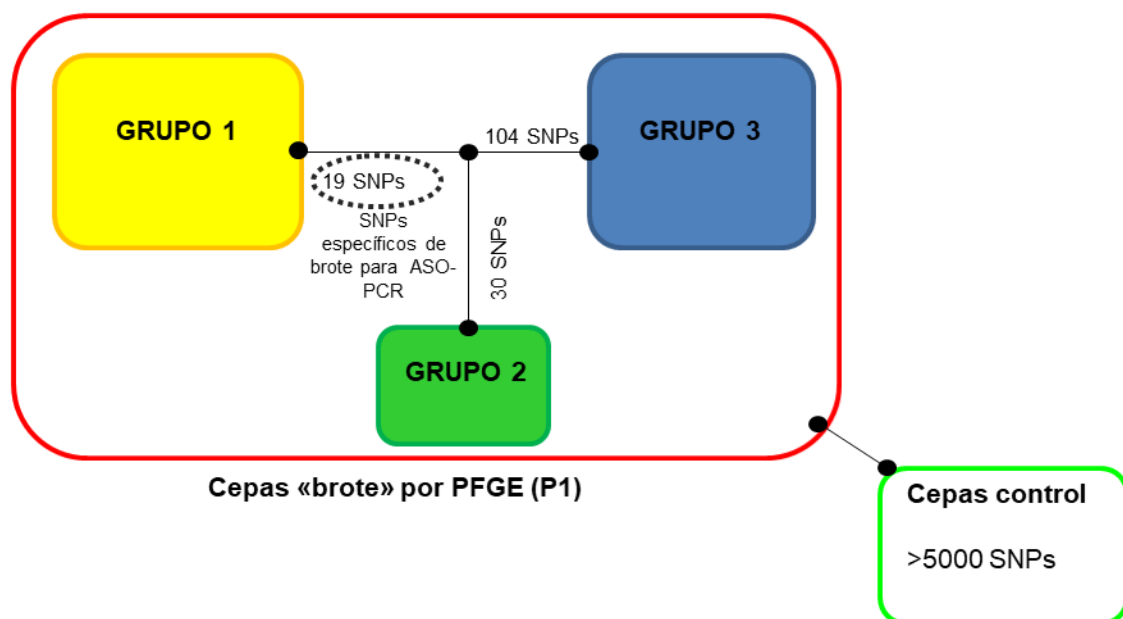 GRUPO 1
104 SNPs
GRUPO 3
19 SNPs
SNPs
específicos de
brote para ASO-
PCR
30 SNPs
GRUPO 2
Cepas «brote» por PFGE (P1)
Cepas control
>5000 SNPs